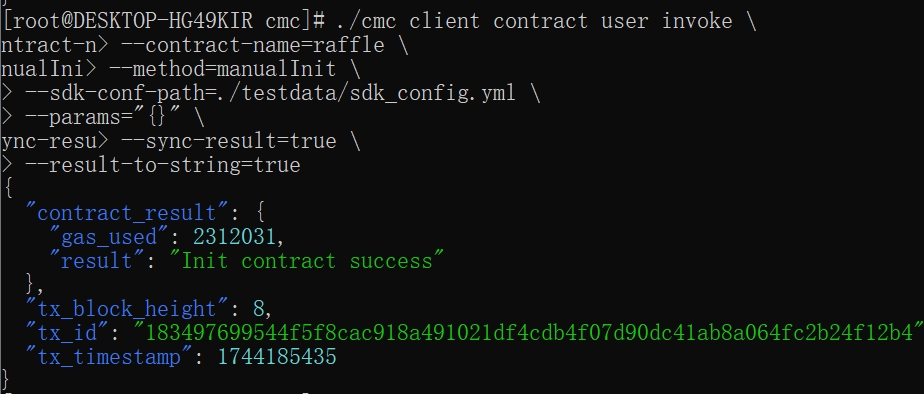 [root@DESKTOP-HG49KIR cmc]# ./cmc client contract user invoke \
ntract-n> --contract-name=raffle \
nualIni> --method=manualInit \
> --sdk-conf-path=./testdata/sdk_config.yml \
> --params="{}" \
ync-resu> --sync-result=true \
> --result-to-string=true
{
  "contract_result": {
    "gas_used": 2312031,
    "result": "Init contract success"
  },
  "tx_block_height": 8,
  "tx_id": "183497699544f5f8cac918a491021df4cdb4f07d90dc41ab8a064fc2b24f12b4"
  "tx_timestamp": 1744185435
}